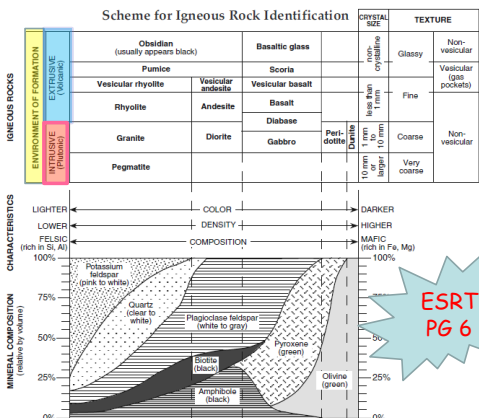 Scheme for Igneous Rock Identification
CRYSTAL
SIZE
TEXTURE
IGNEOUS ROCKS
ENVIRONMENT OF FORMATION
EXTRUSIVE
(Volcanic)
INTRUSIVE
(Plutonic)
Obsidian
(usually appears black)
Basaltic glass
non-
crystalline
Glassy
Non-
vesicular
Pumice
Scoria
Vesicular
(gas
pockets)
Vesicular rhyolite
Vesicular
andesite
Vesicular basalt
less than
1 mm
Fine
Rhyolite
Andesite
Basalt
Diabase
Non-
vesicular
Granite
Diorite
Gabbro
Peri-
dotite
Dunite
1 mm
to
10 mm
Coarse
Pegmatite
10 mm
or
larger
Very
coarse
CHARACTERISTICS
LIGHTER
COLOR
DARKER
LOWER
DENSITY
HIGHER
FELSIC
(rich in Si, Al)
COMPOSITION
MAFIC
(rich in Fe, Mg)
MINERAL COMPOSITION
(relative by volume)
100%
75%
50%
25%
0%
Potassium
feldspar
(pink to white)
Quartz
(clear to
white)
Plagioclase feldspar
(white to gray)
Biotite
(black)
Amphibole
(black)
Pyroxene
(green)
Olivine
(green)
100%
75%
50%
25%
0%
ESRT
PG 6